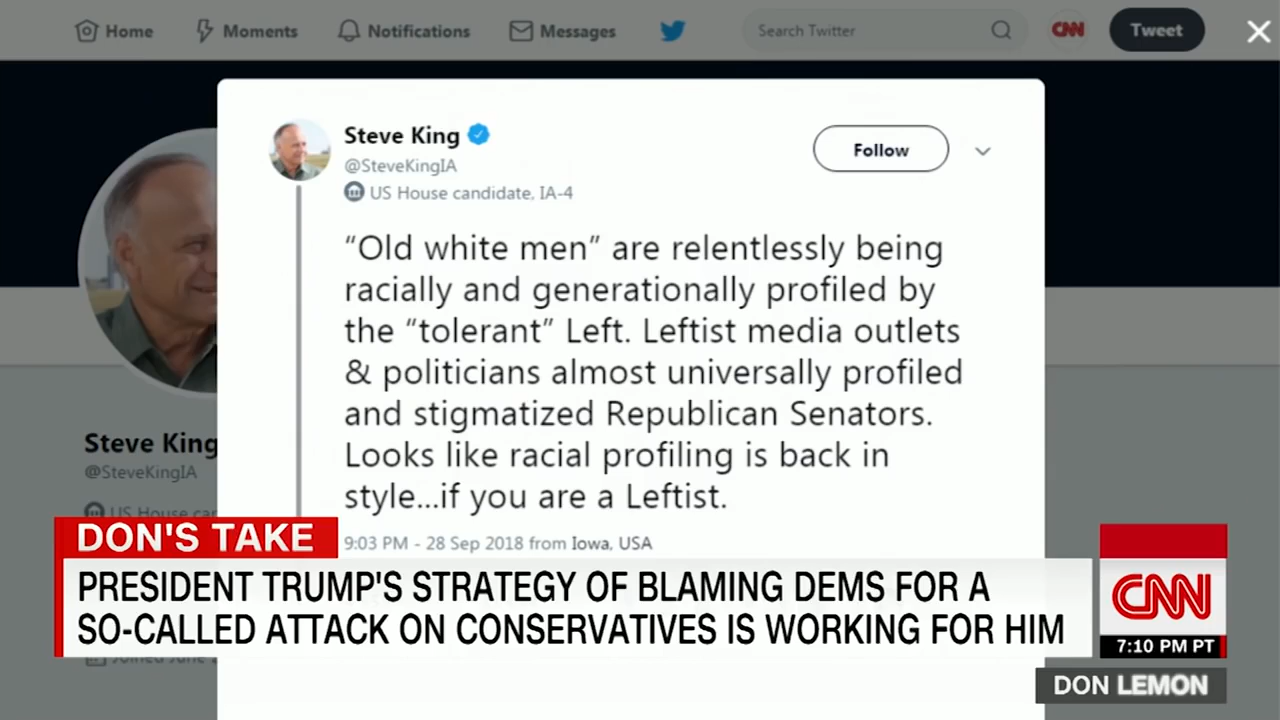 Home Moments Notifications Messages Search Twitter CNN Tweet
Steve King
@SteveKingIA
Follow
US House candidate, IA-4
“Old white men” are relentlessly being
racially and generationally profiled by
the “tolerant” Left. Leftist media outlets
& politicians almost universally profiled
and stigmatized Republican Senators.
Looks like racial profiling is back in
style...if you are a Leftist.
9:03 PM - 28 Sep 2018 from Iowa, USA
Steve King
@SteveKingIA
US House
DON'S TAKE
PRESIDENT TRUMP'S STRATEGY OF BLAMING DEMS FOR A
SO-CALLED ATTACK ON CONSERVATIVES IS WORKING FOR HIM
CNN
7:10 PM PT
DON LEMON